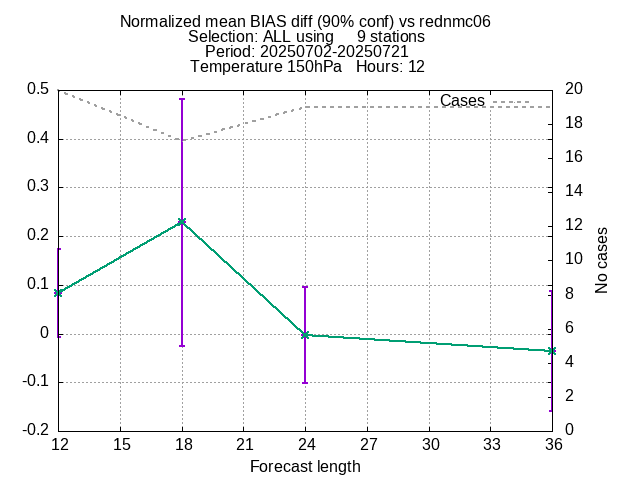 Normalized mean BIAS diff (90% conf) vs rednmc06
Selection: ALL using 9 stations
Period: 20250702-20250721
Temperature 150hPa Hours: 12
Cases
0.5
0.4
0.3
0.2
0.1
0
-0.1
-0.2
20
18
16
14
12
10
8
6
4
2
0
No cases
12 15 18 21 24 27 30 33 36
Forecast length